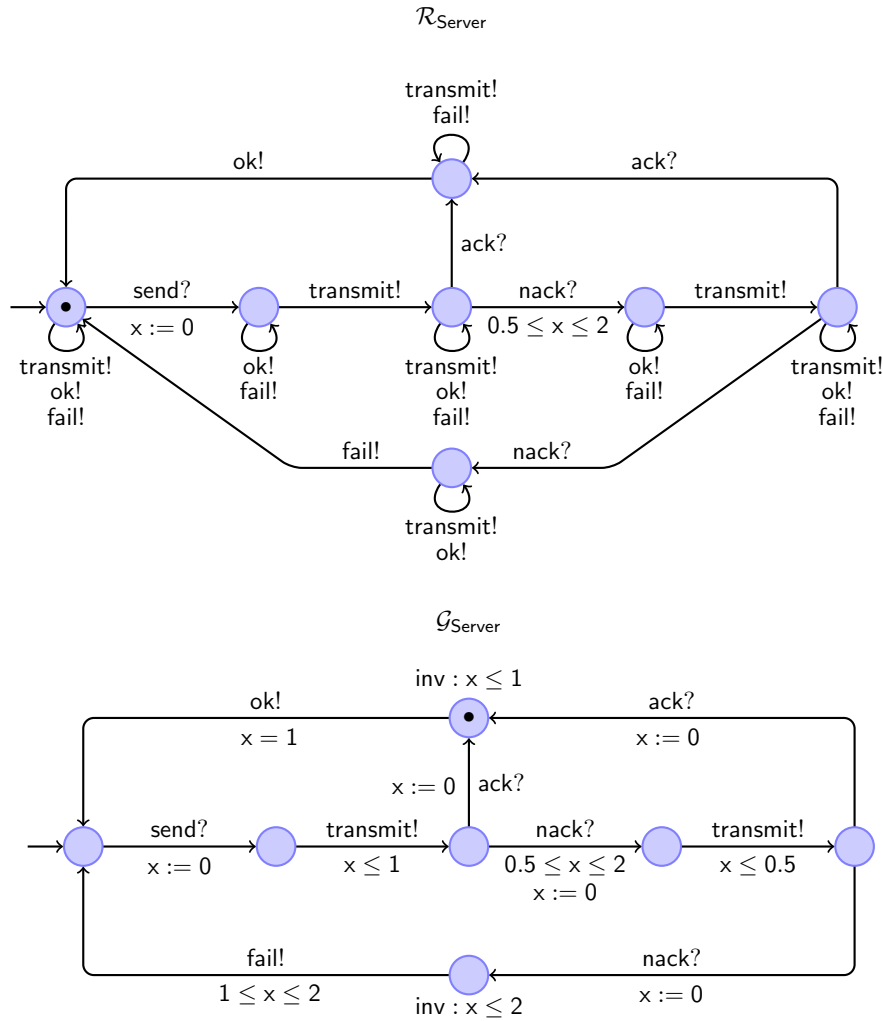 R_Server
transmit!
fail!
ok!
ack?
ack?
send?
x := 0
transmit!
nack?
0.5 ≤ x ≤ 2
transmit!
transmit!
ok!
fail!
ok!
fail!
transmit!
ok!
fail!
ok!
fail!
transmit!
ok!
fail!
fail!
nack?
transmit!
ok!
G_Server
inv : x ≤ 1
ok!
x = 1
ack?
x := 0
x := 0
ack?
send?
x := 0
transmit!
x ≤ 1
nack?
0.5 ≤ x ≤ 2
x := 0
transmit!
x ≤ 0.5
fail!
1 ≤ x ≤ 2
inv : x ≤ 2
nack?
x := 0